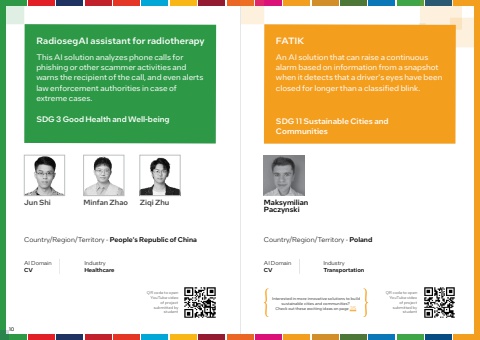 RadiosegAI assistant for radiotherapy
This AI solution analyzes phone calls for
phishing or other scammer activities and
warns the recipient of the call, and even alerts
law enforcement authorities in case of
extreme cases.
SDG 3 Good Health and Well-being
Jun Shi
Minfan Zhao
Ziqi Zhu
Country/Region/Territory - People's Republic of China
AI Domain
CV
Industry
Healthcare
QR code to open
YouTube video
of project
submitted by
student
10
FATIK
An AI solution that can raise a continuous
alarm based on information from a snapshot
when it detects that a driver's eyes have been
closed for longer than a classified blink.
SDG 11 Sustainable Cities and
Communities
Maksymilian
Paczynski
Country/Region/Territory - Poland
AI Domain
CV
Industry
Transportation
Interested in more innovative solutions to build
sustainable cities and communities?
Check out these exciting ideas on page
QR code to open
YouTube video
of project
submitted by
student